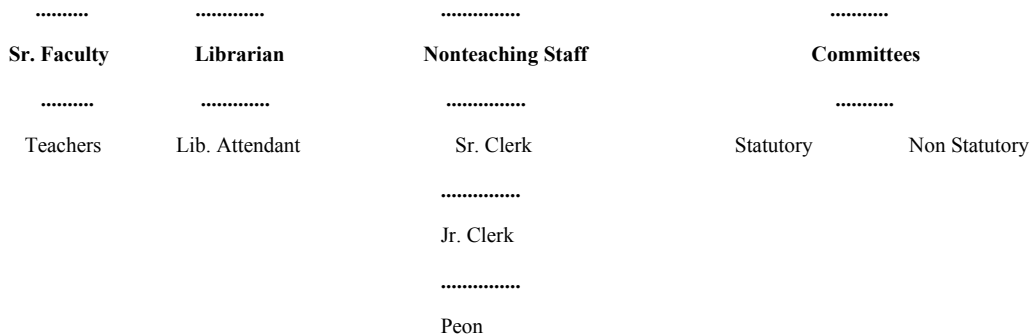 .......... ............. ............... ...........
Sr. Faculty Librarian Nonteaching Staff Committees
.......... ............. ............... ...........
Teachers Lib. Attendant Sr. Clerk Statutory Non Statutory
...............
Jr. Clerk
...............
Peon